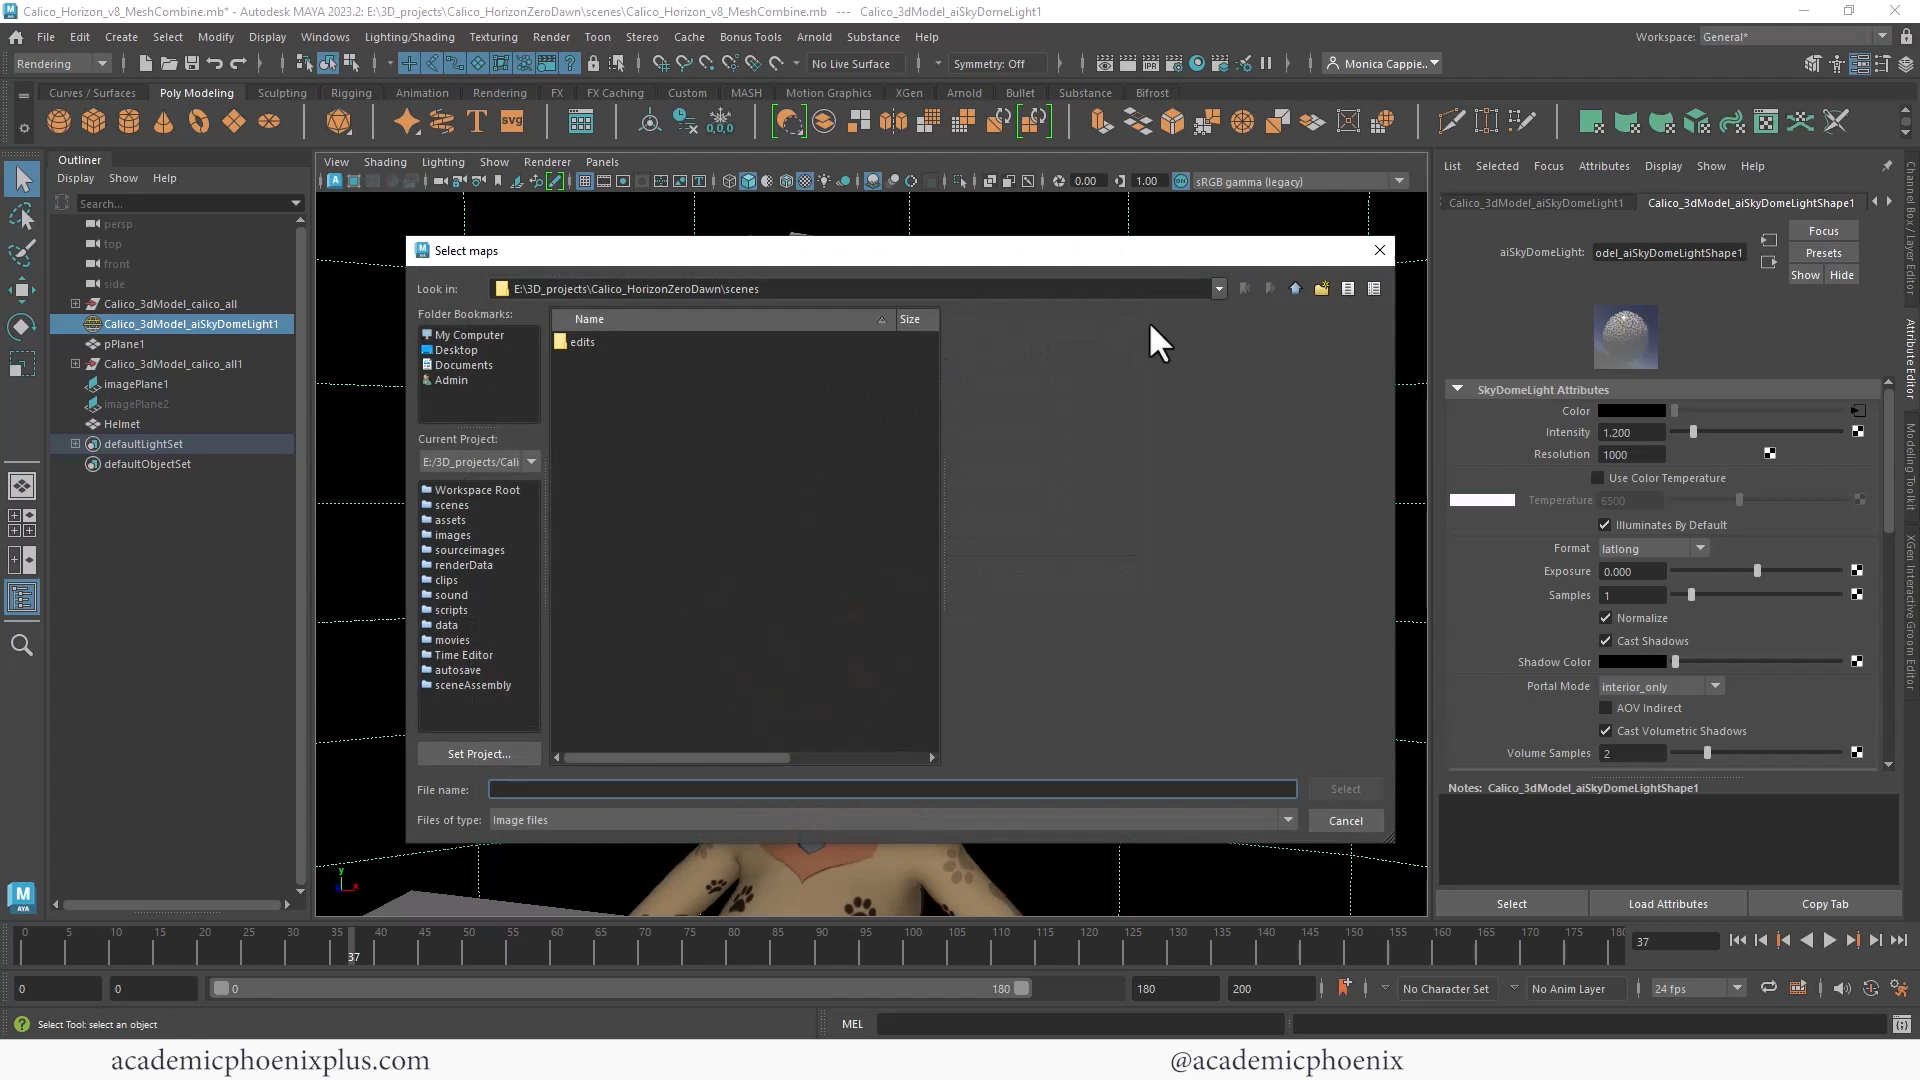 Calico_Horizon_v8_MeshCombine.mb* - Autodesk MAYA 2023.2: E:\3D_projects\Calico_HorizonZeroDawn\scenes\Calico_Horizon_v8_MeshCombine.mb --- Calico_3dModel_aiSkyDomeLight1
File Edit Create Select Modify Display Windows Lighting/Shading Texturing Render Toon Stereo Cache Bonus Tools Arnold Substance Help
Workspace: General*
Rendering
No Live Surface
Symmetry: Off
Monica Cappie...
Curves / Surfaces Poly Modeling Sculpting Rigging Animation Rendering FX FX Caching Custom MASH Motion Graphics XGen Arnold Bullet Substance Bifrost
Outliner
Display Show Help
Search...
persp
top
front
side
Calico_3dModel_calico_all
Calico_3dModel_aiSkyDomeLight1
pPlane1
Calico_3dModel_calico_all1
imagePlane1
imagePlane2
Helmet
defaultLightSet
defaultObjectSet
View Shading Lighting Show Renderer Panels
0.00
1.00
sRGB gamma (legacy)
Select maps
Look in:
E:\3D_projects\Calico_HorizonZeroDawn\scenes
Folder Bookmarks:
My Computer
Desktop
Documents
Admin
Name
Size
edits
Current Project:
E:/3D_projects/Cali
Workspace Root
scenes
assets
images
sourceimages
renderData
clips
sound
scripts
data
movies
Time Editor
autosave
sceneAssembly
Set Project...
File name:
Select
Files of type:
Image files
Cancel
List Selected Focus Attributes Display Show Help
Calico_3dModel_aiSkyDomeLight1
Calico_3dModel_aiSkyDomeLightShape1
aiSkyDomeLight:
odel_aiSkyDomeLightShape1
Focus
Presets
Show
Hide
SkyDomeLight Attributes
Color
Intensity 1.200
Resolution 1000
Use Color Temperature
Temperature 6500
Illuminates By Default
Format latlong
Exposure 0.000
Samples 1
Normalize
Cast Shadows
Shadow Color
Portal Mode interior_only
AOV Indirect
Cast Volumetric Shadows
Volume Samples 2
Notes: Calico_3dModel_aiSkyDomeLightShape1
Select
Load Attributes
Copy Tab
Channel Box / Layer Editor
Attribute Editor
Modeling Toolkit
XGen Interactive Groom Editor
0 5 10 15 20 25 30 35 40 45 50 55 60 65 70 75 80 85 90 95 100 105 110 115 120 125 130 135 140 145 150 155 160 165 170 175 180
37
37
0
0
0
180
180
200
No Character Set
No Anim Layer
24 fps
Select Tool: select an object
MEL
academicphoenixplus.com
@academicphoenix